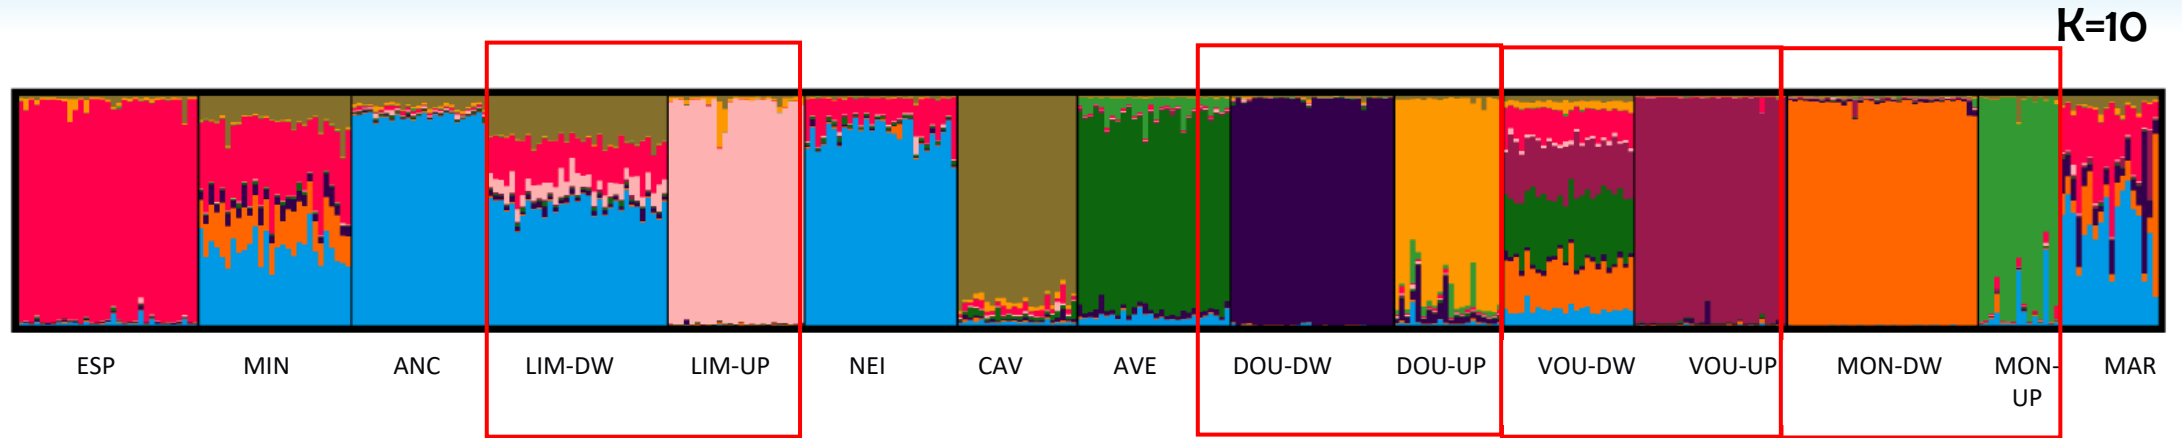 K=10
ESP MIN ANC LIM-DW LIM-UP NEI CAV AVE DOU-DW DOU-UP VOU-DW VOU-UP MON-DW MON-
UP MAR